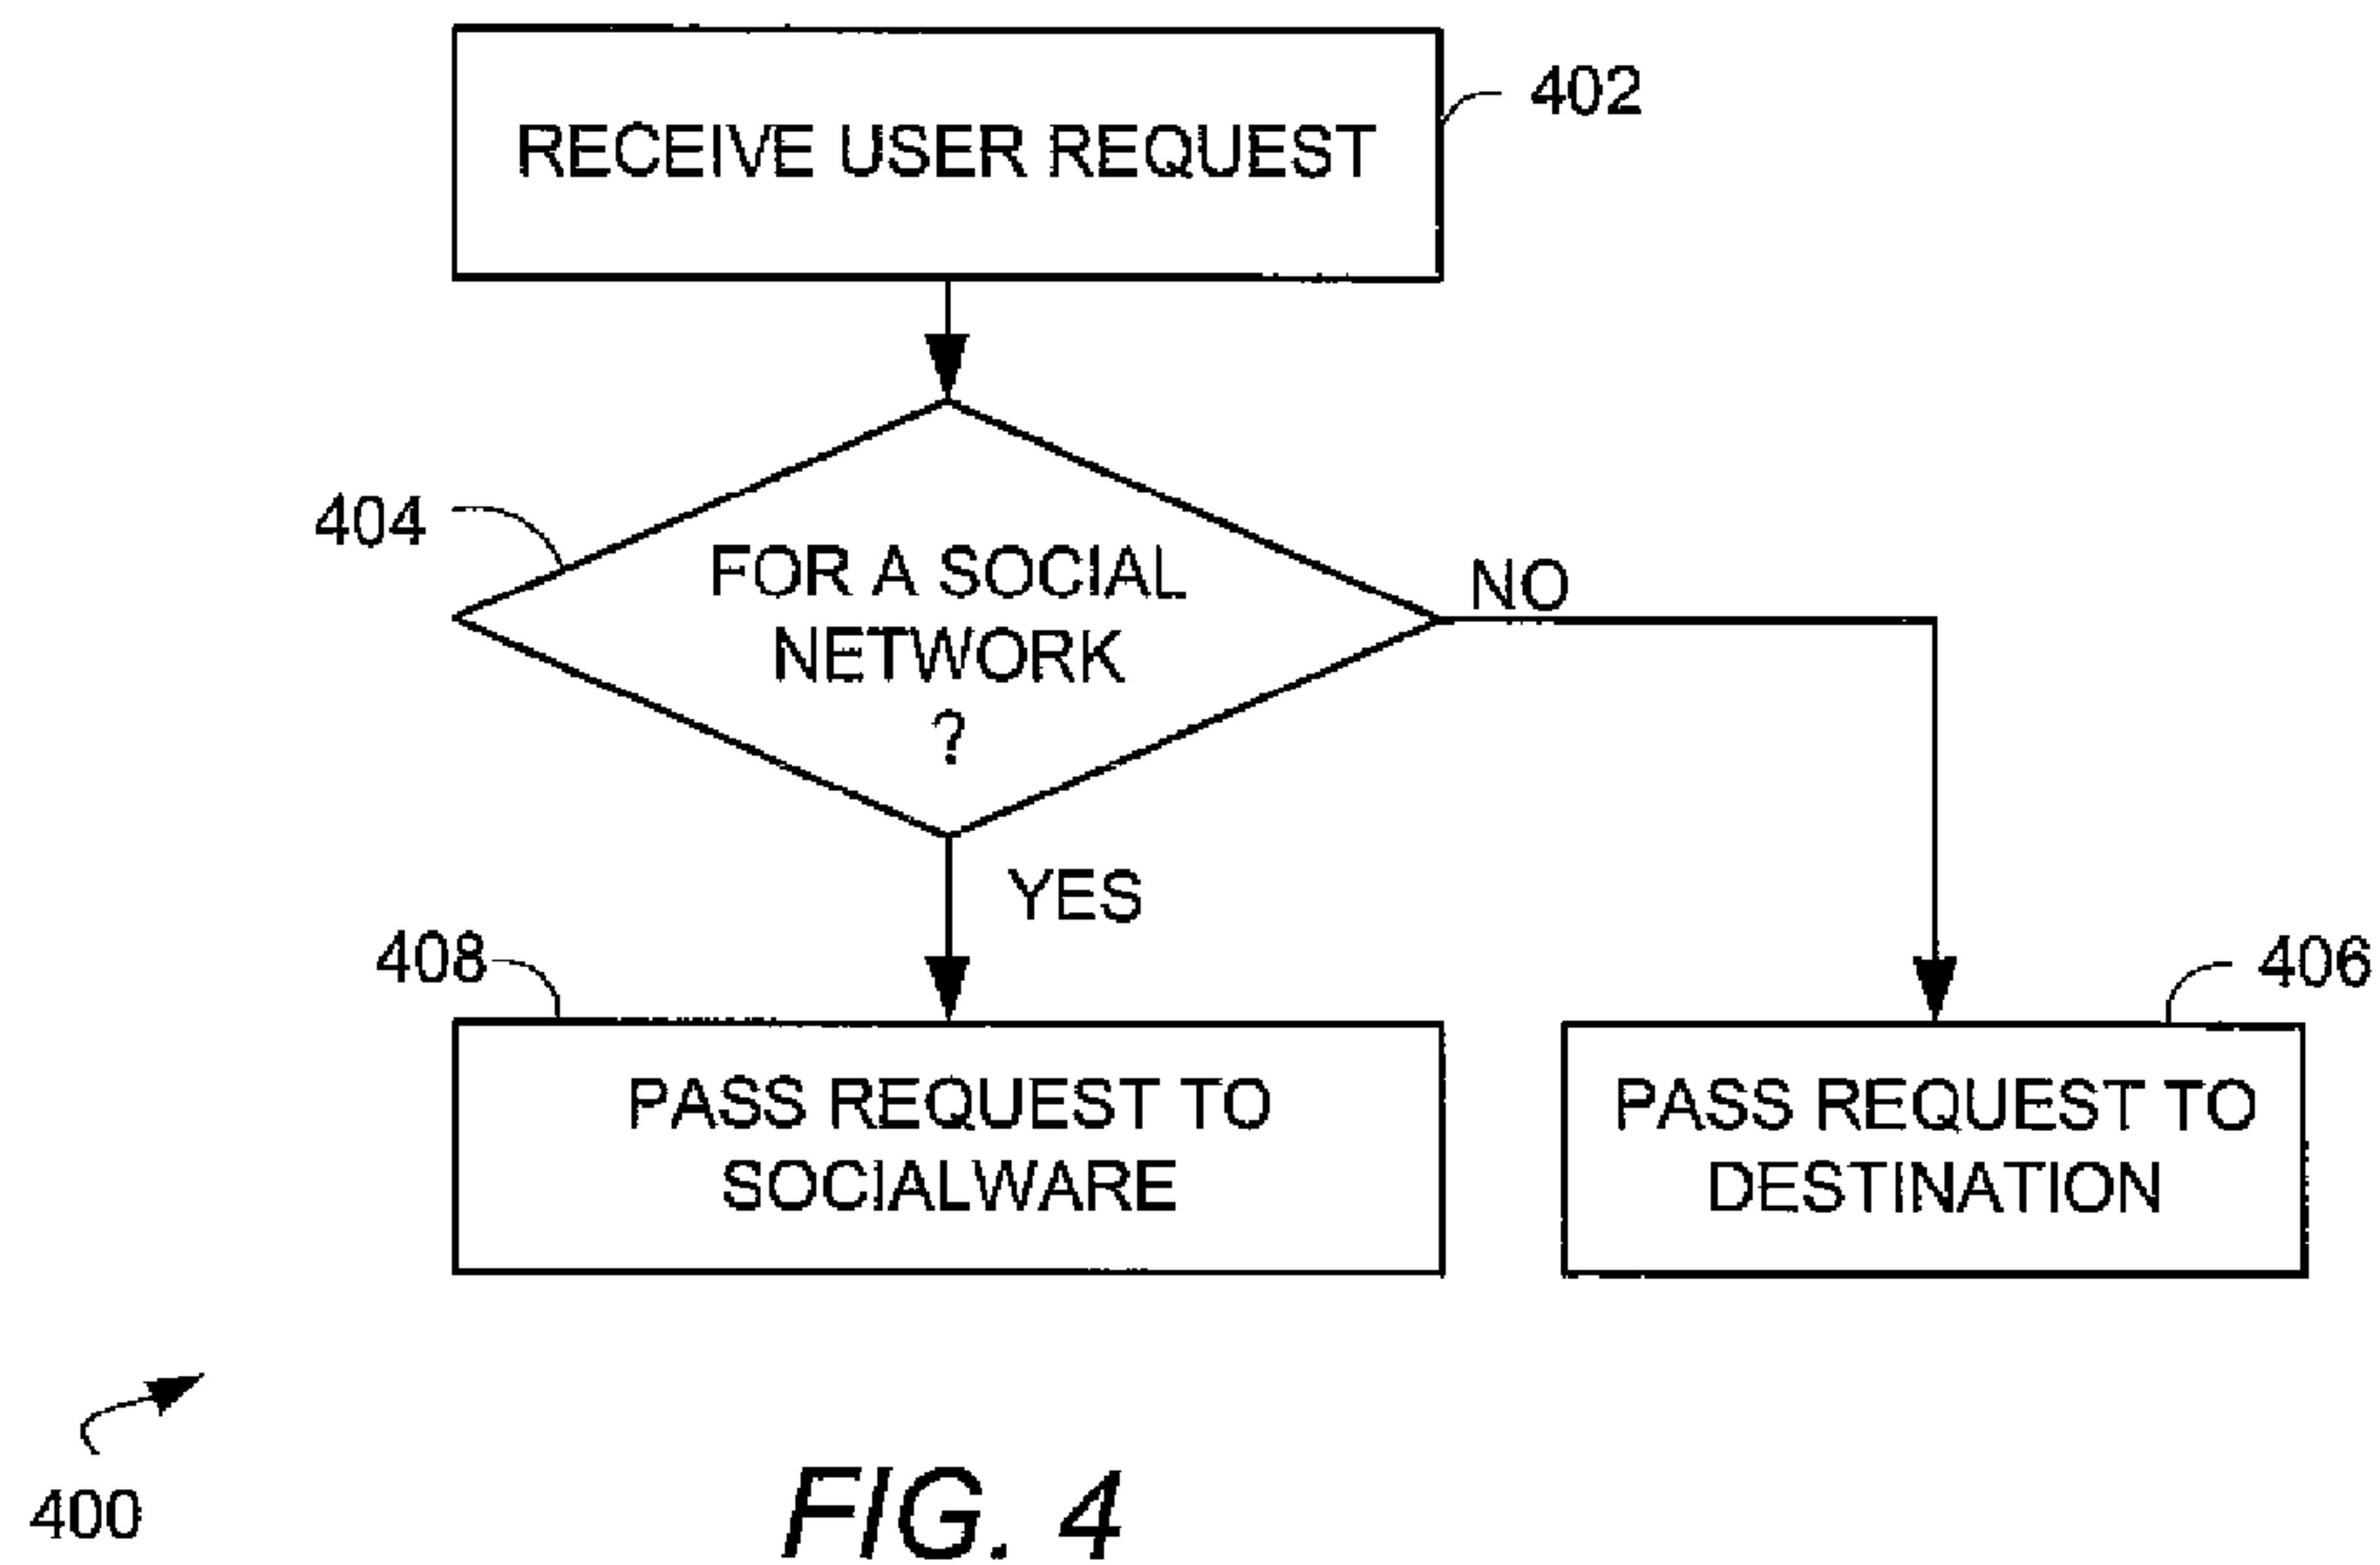 RECEIVE USER REQUEST
402
404
FOR A SOCIAL
NETWORK
?
NO
YES
408
406
PASS REQUEST TO
SOCIALWARE
PASS REQUEST TO
DESTINATION
400
FIG. 4